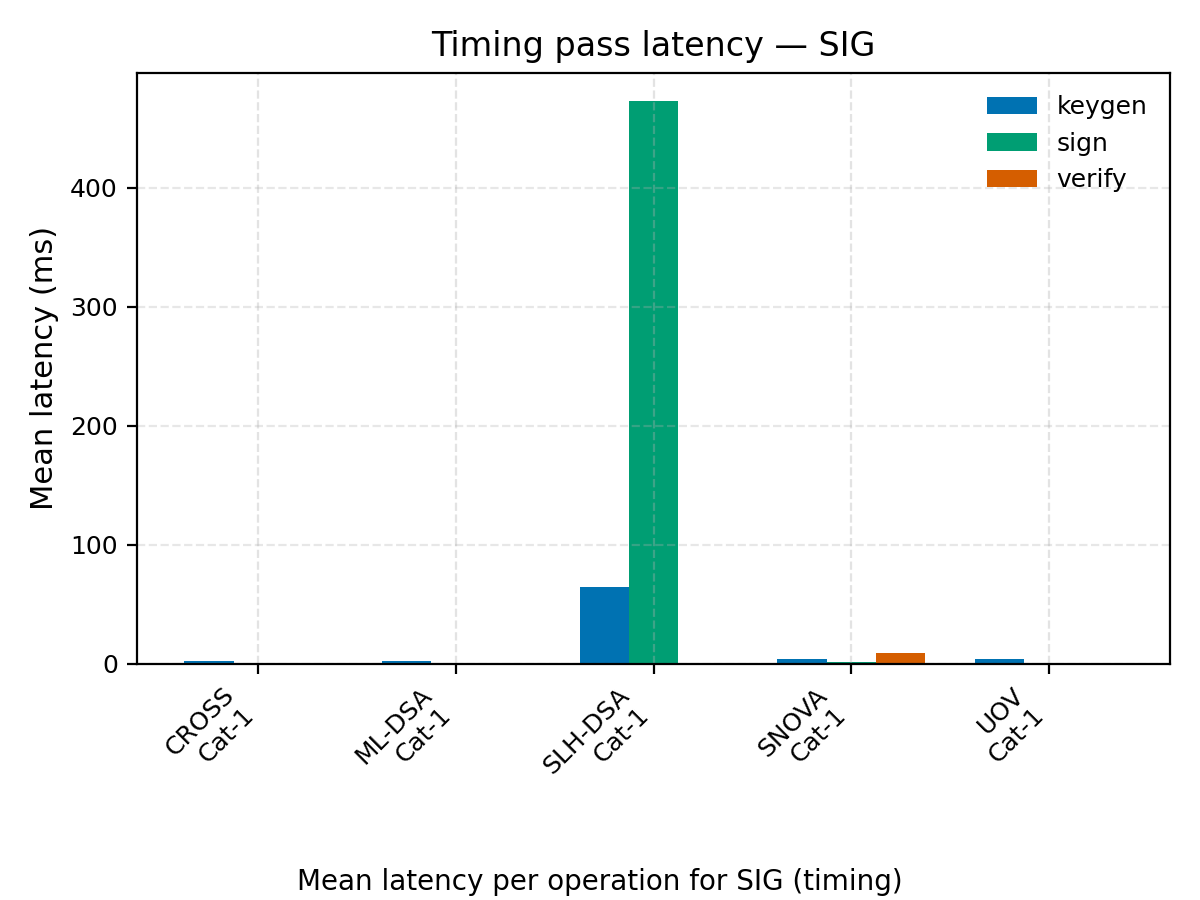 Timing pass latency — SIG
keygen
sign
verify
Mean latency (ms)
400
300
200
100
0
CROSS
Cat-1
ML-DSA
Cat-1
SLH-DSA
Cat-1
SNOVA
Cat-1
UOV
Cat-1
Mean latency per operation for SIG (timing)